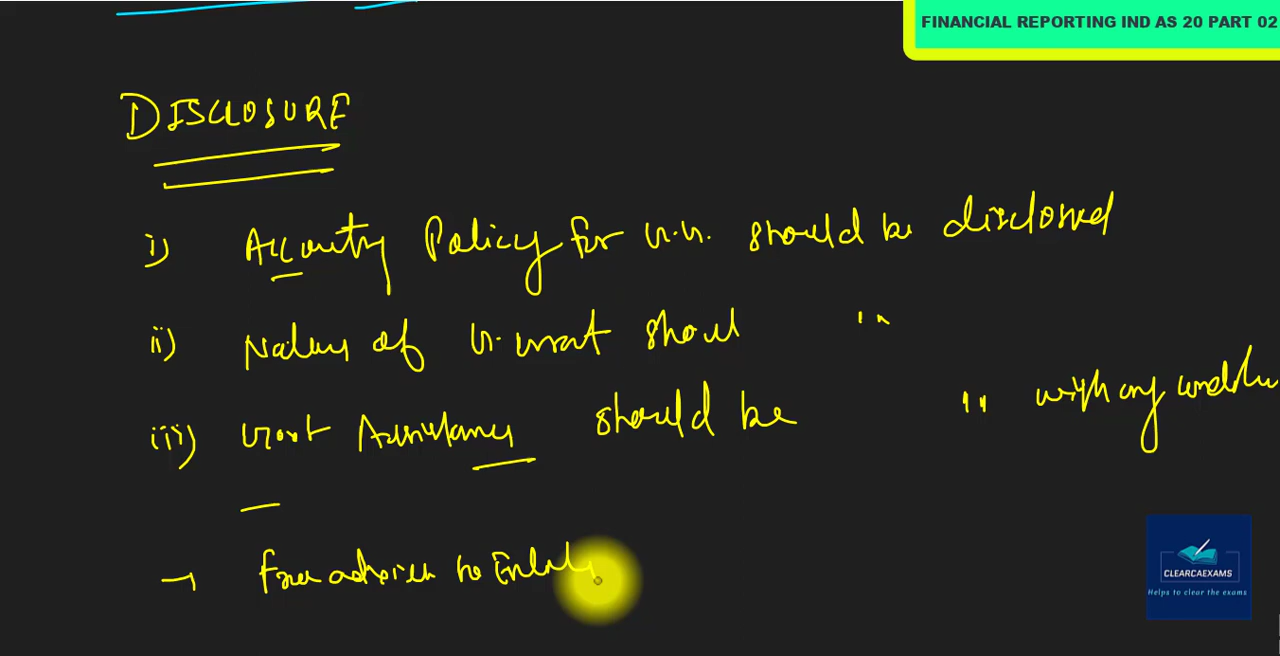 FINANCIAL REPORTING IND AS 20 PART 02
DISCLOSURE
i) Accounting Policy for G.G. should be disclosed
ii) Nature of G. Grant should "
iii) Govt Assistance should be " with any
→ Free advice to Entity
CLEARCAEXAMS
Helps to clear the exams